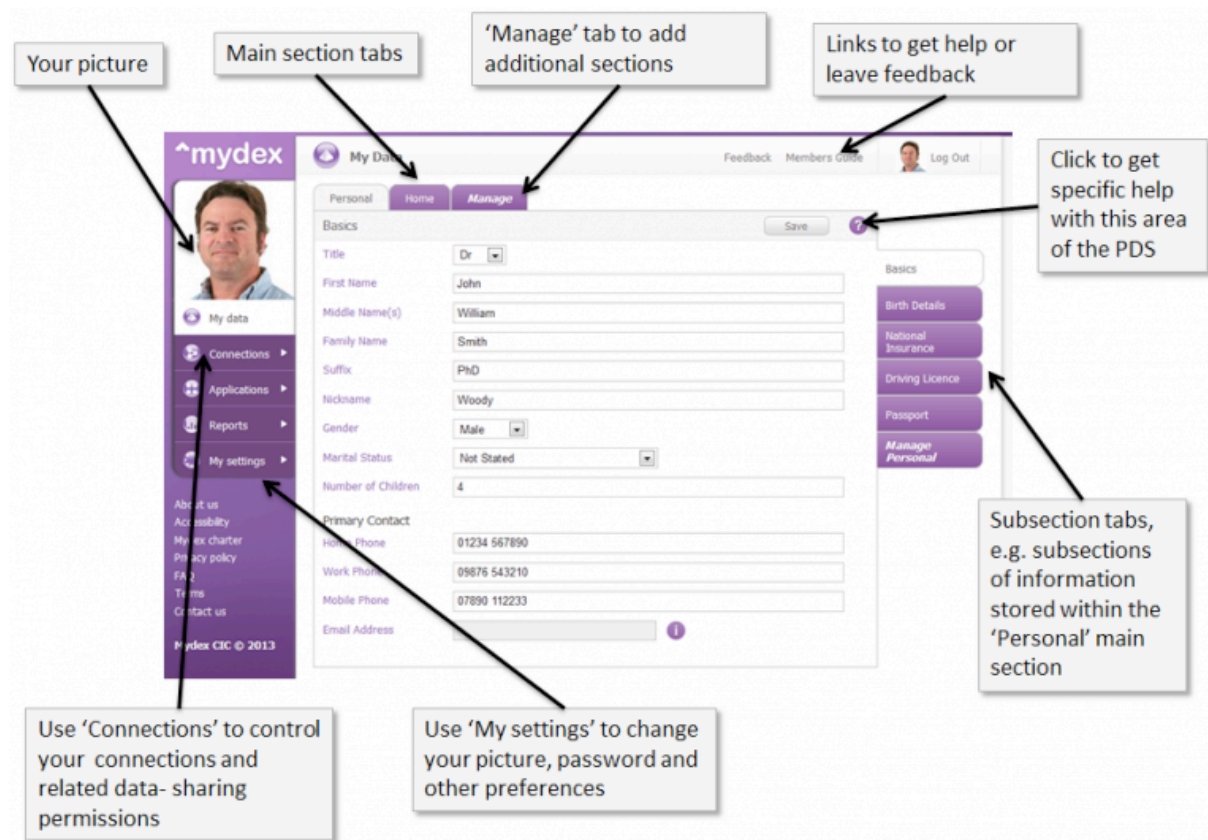 Your picture
Main section tabs
‘Manage’ tab to add
additional sections
Links to get help or
leave feedback
Click to get
specific help
with this area
of the PDS
^mydex
My Data
Feedback Members Guide
Log Out
Personal Home Manage
Basics Save ?
Title Dr
First Name John
Middle Name(s) William
Family Name Smith
Suffix PhD
Nickname Woody
Gender Male
Marital Status Not Stated
Number of Children 4
Primary Contact
Home Phone 01234 567890
Work Phone 09876 543210
Mobile Phone 07890 112233
Email Address i
My data
Connections
Applications
Reports
My settings
About us
Accessibility
Mydex charter
Privacy policy
FAQ
Terms
Contact us
Mydex CIC © 2013
Basics
Birth Details
National
Insurance
Driving Licence
Passport
Manage
Personal
Subsection tabs,
e.g. subsections
of information
stored within the
‘Personal’ main
section
Use ‘Connections’ to control
your connections and
related data- sharing
permissions
Use ‘My settings’ to change
your picture, password and
other preferences